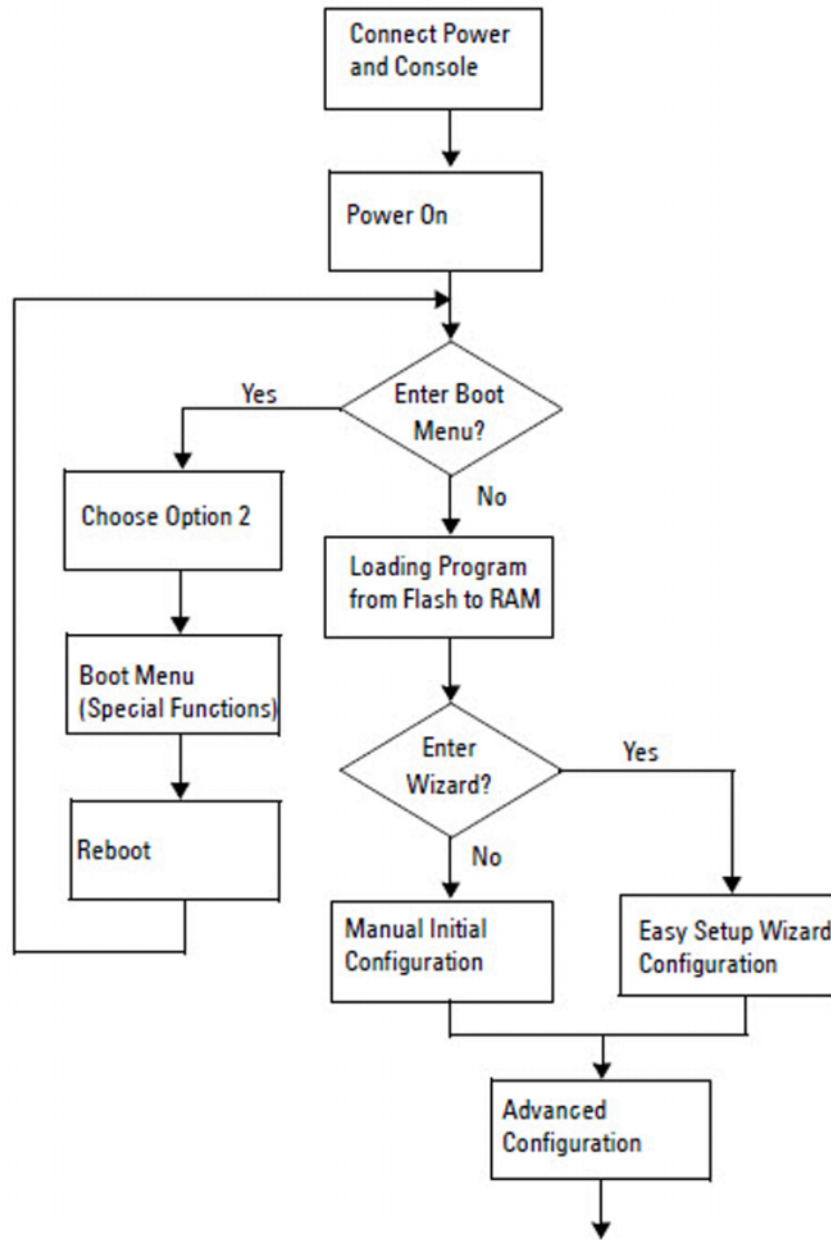 Connect Power
and Console
Power On
Enter Boot
Menu?
Yes
No
Choose Option 2
Boot Menu
(Special Functions)
Reboot
Loading Program
from Flash to RAM
Enter
Wizard?
Yes
No
Manual Initial
Configuration
Easy Setup Wizard
Configuration
Advanced
Configuration